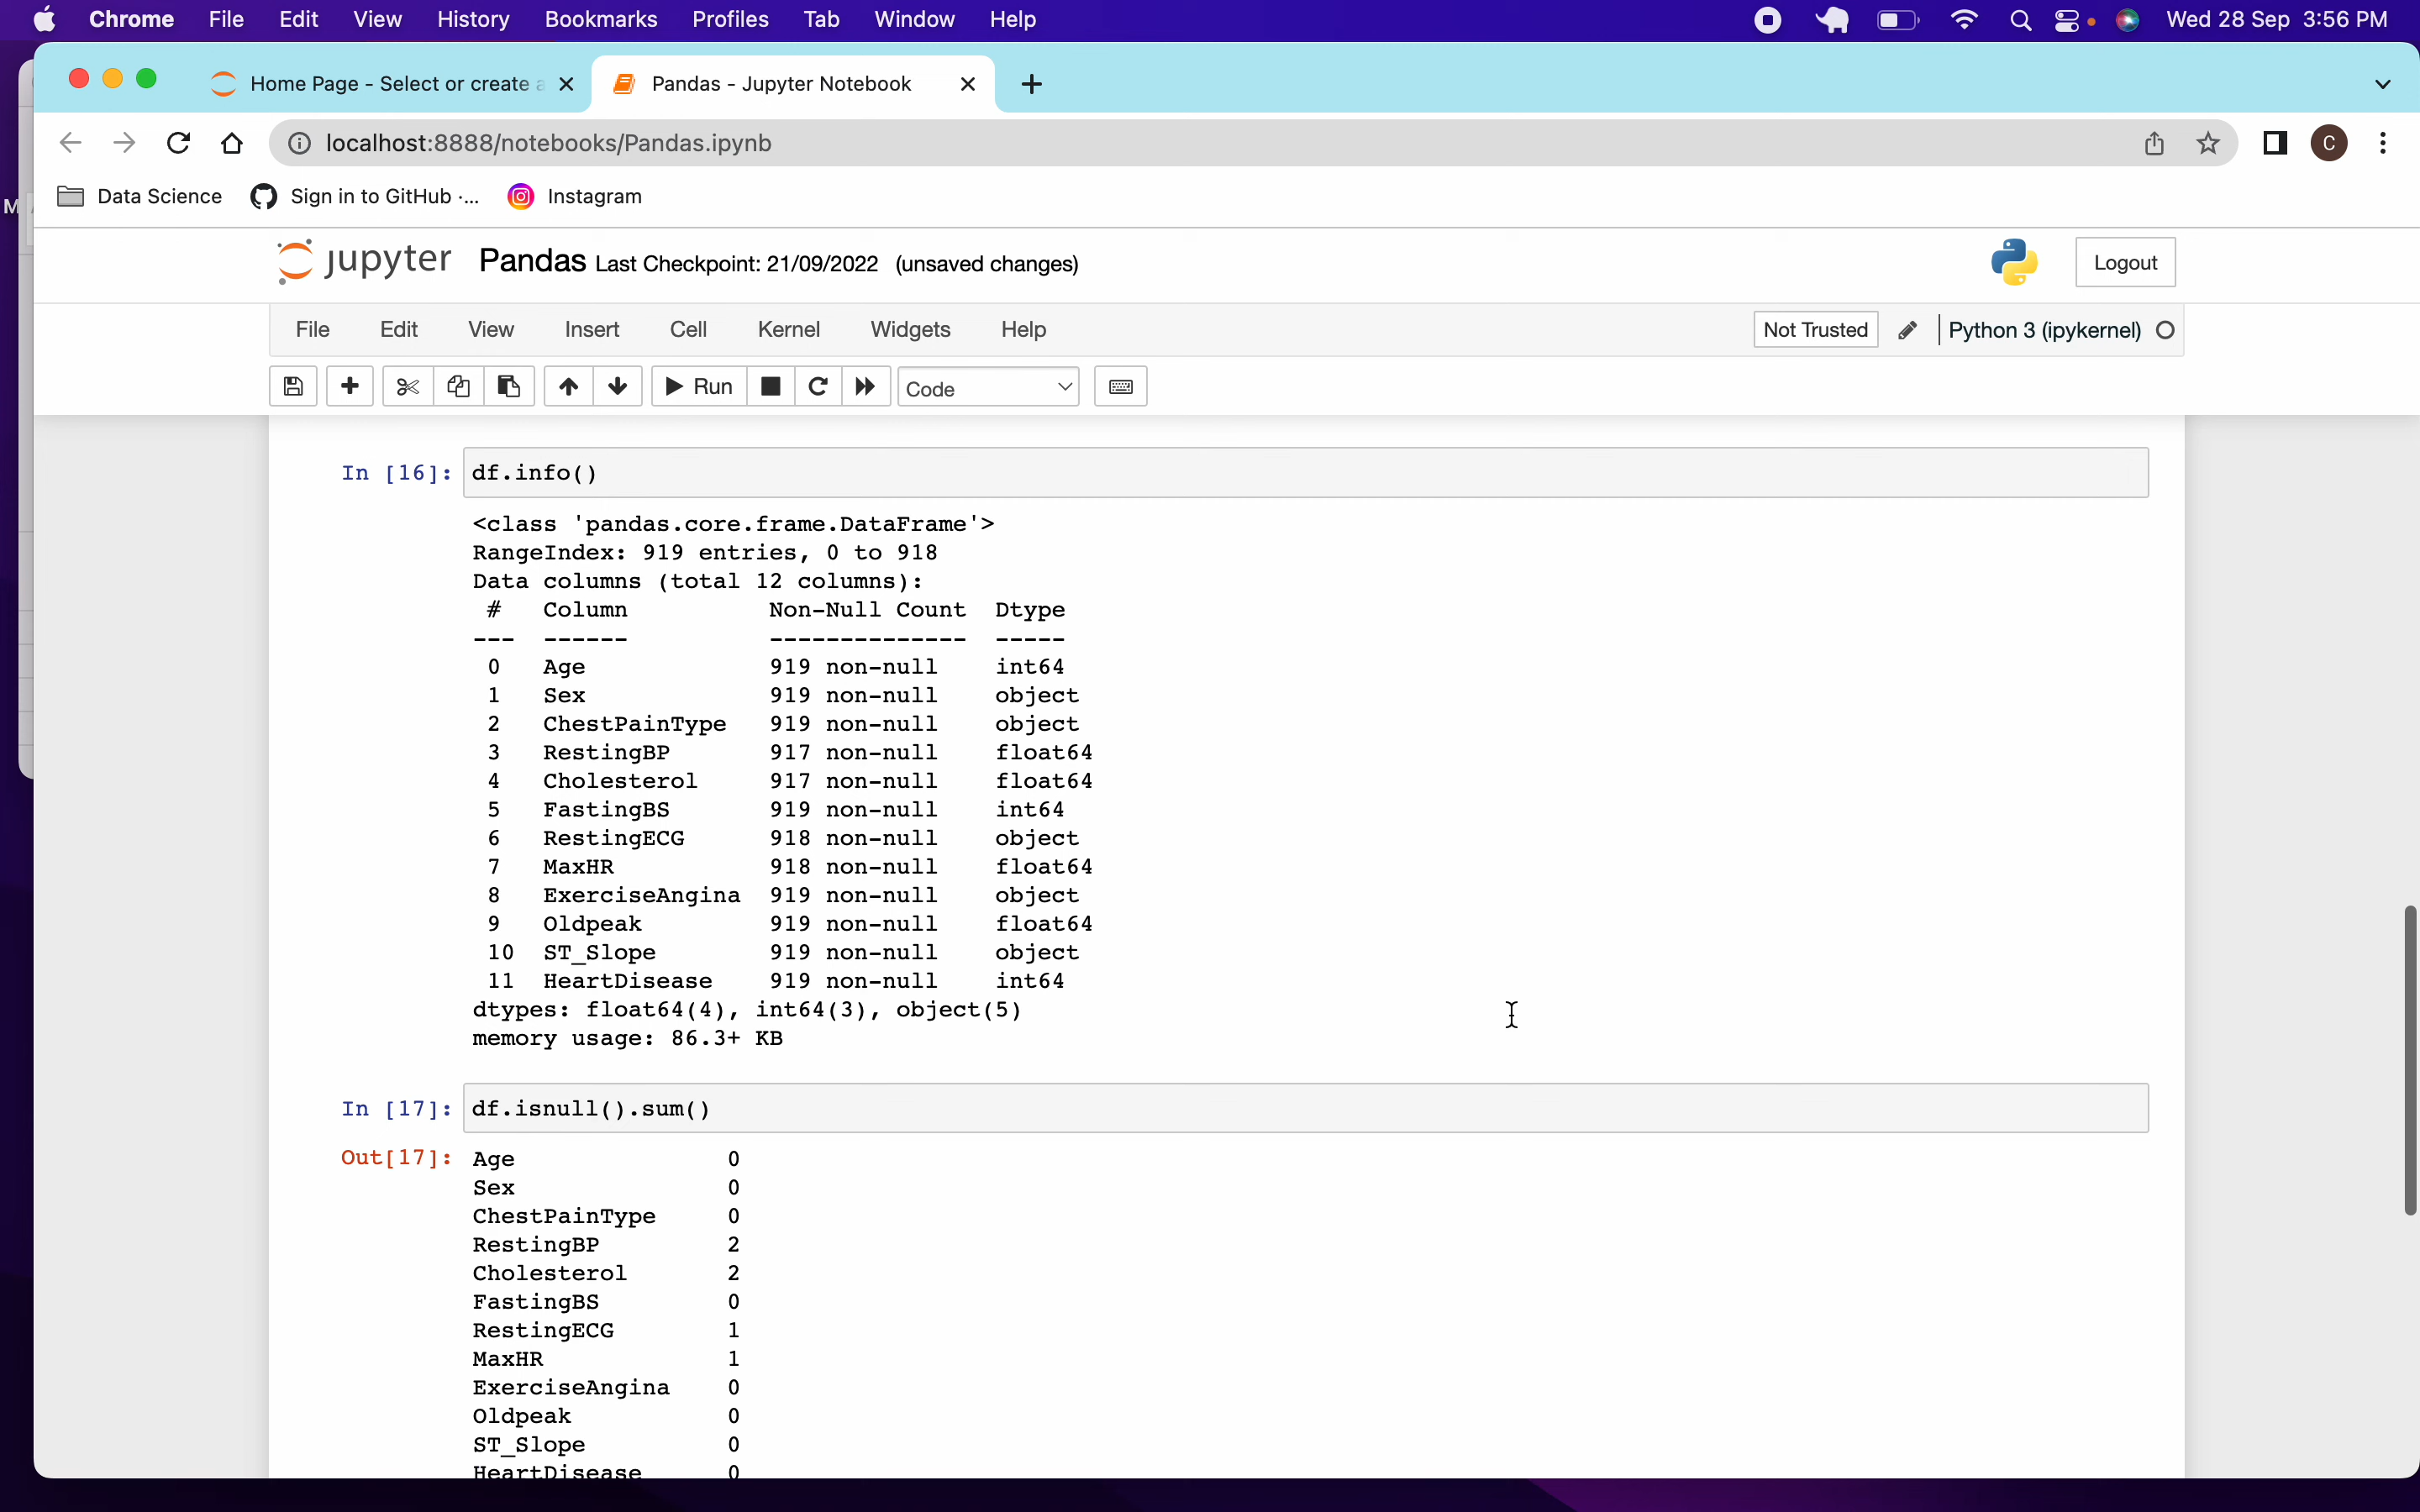 Chrome File Edit View History Bookmarks Profiles Tab Window Help Wed 28 Sep 3:56 PM
Home Page - Select or create a Pandas - Jupyter Notebook
localhost:8888/notebooks/Pandas.ipynb C
Data Science Sign in to GitHub ·... Instagram
M
jupyter Pandas Last Checkpoint: 21/09/2022 (unsaved changes) Logout
File Edit View Insert Cell Kernel Widgets Help Not Trusted Python 3 (ipykernel)
Run Code
In [16]: df.info()
<class 'pandas.core.frame.DataFrame'>
RangeIndex: 919 entries, 0 to 918
Data columns (total 12 columns):
# Column Non-Null Count Dtype
--- ------ -------------- -----
0 Age 919 non-null int64
1 Sex 919 non-null object
2 ChestPainType 919 non-null object
3 RestingBP 917 non-null float64
4 Cholesterol 917 non-null float64
5 FastingBS 919 non-null int64
6 RestingECG 918 non-null object
7 MaxHR 918 non-null float64
8 ExerciseAngina 919 non-null object
9 Oldpeak 919 non-null float64
10 ST_Slope 919 non-null object
11 HeartDisease 919 non-null int64
dtypes: float64(4), int64(3), object(5)
memory usage: 86.3+ KB
In [17]: df.isnull().sum()
Out[17]: Age 0
Sex 0
ChestPainType 0
RestingBP 2
Cholesterol 2
FastingBS 0
RestingECG 1
MaxHR 1
ExerciseAngina 0
Oldpeak 0
ST_Slope 0
HeartDisease 0